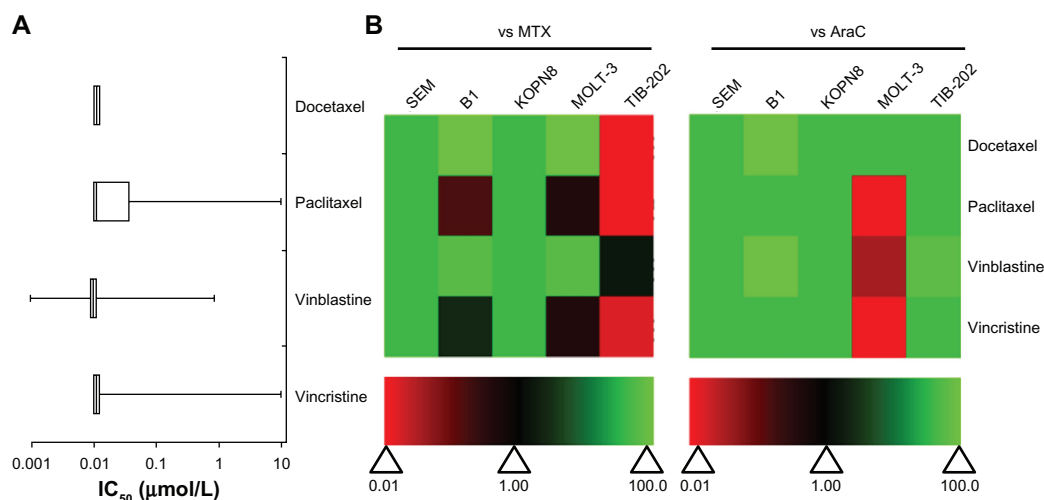 A
Docetaxel
Paclitaxel
Vinblastine
Vincristine
0.001 0.01 0.1 1 10
IC50 (μmol/L)
B
vs MTX
SEM B1 KOPN8 MOLT-3 TIB-202
vs AraC
SEM B1 KOPN8 MOLT-3 TIB-202
Docetaxel
Paclitaxel
Vinblastine
Vincristine
0.01 1.00 100.0
0.01 1.00 100.0